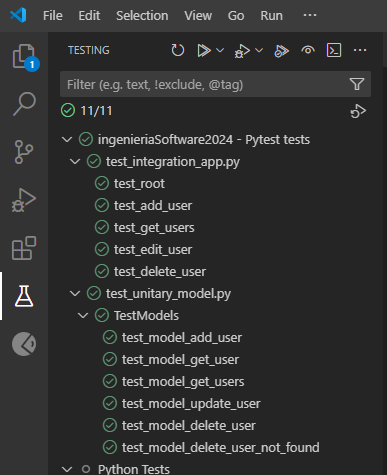 File Edit Selection View Go Run ...
TESTING
1
Filter (e.g. text, !exclude, @tag)
11/11
ingenieriaSoftware2024 - Pytest tests
test_integration_app.py
test_root
test_add_user
test_get_users
test_edit_user
test_delete_user
test_unitary_model.py
TestModels
test_model_add_user
test_model_get_user
test_model_get_users
test_model_update_user
test_model_delete_user
test_model_delete_user_not_found
Python Tests